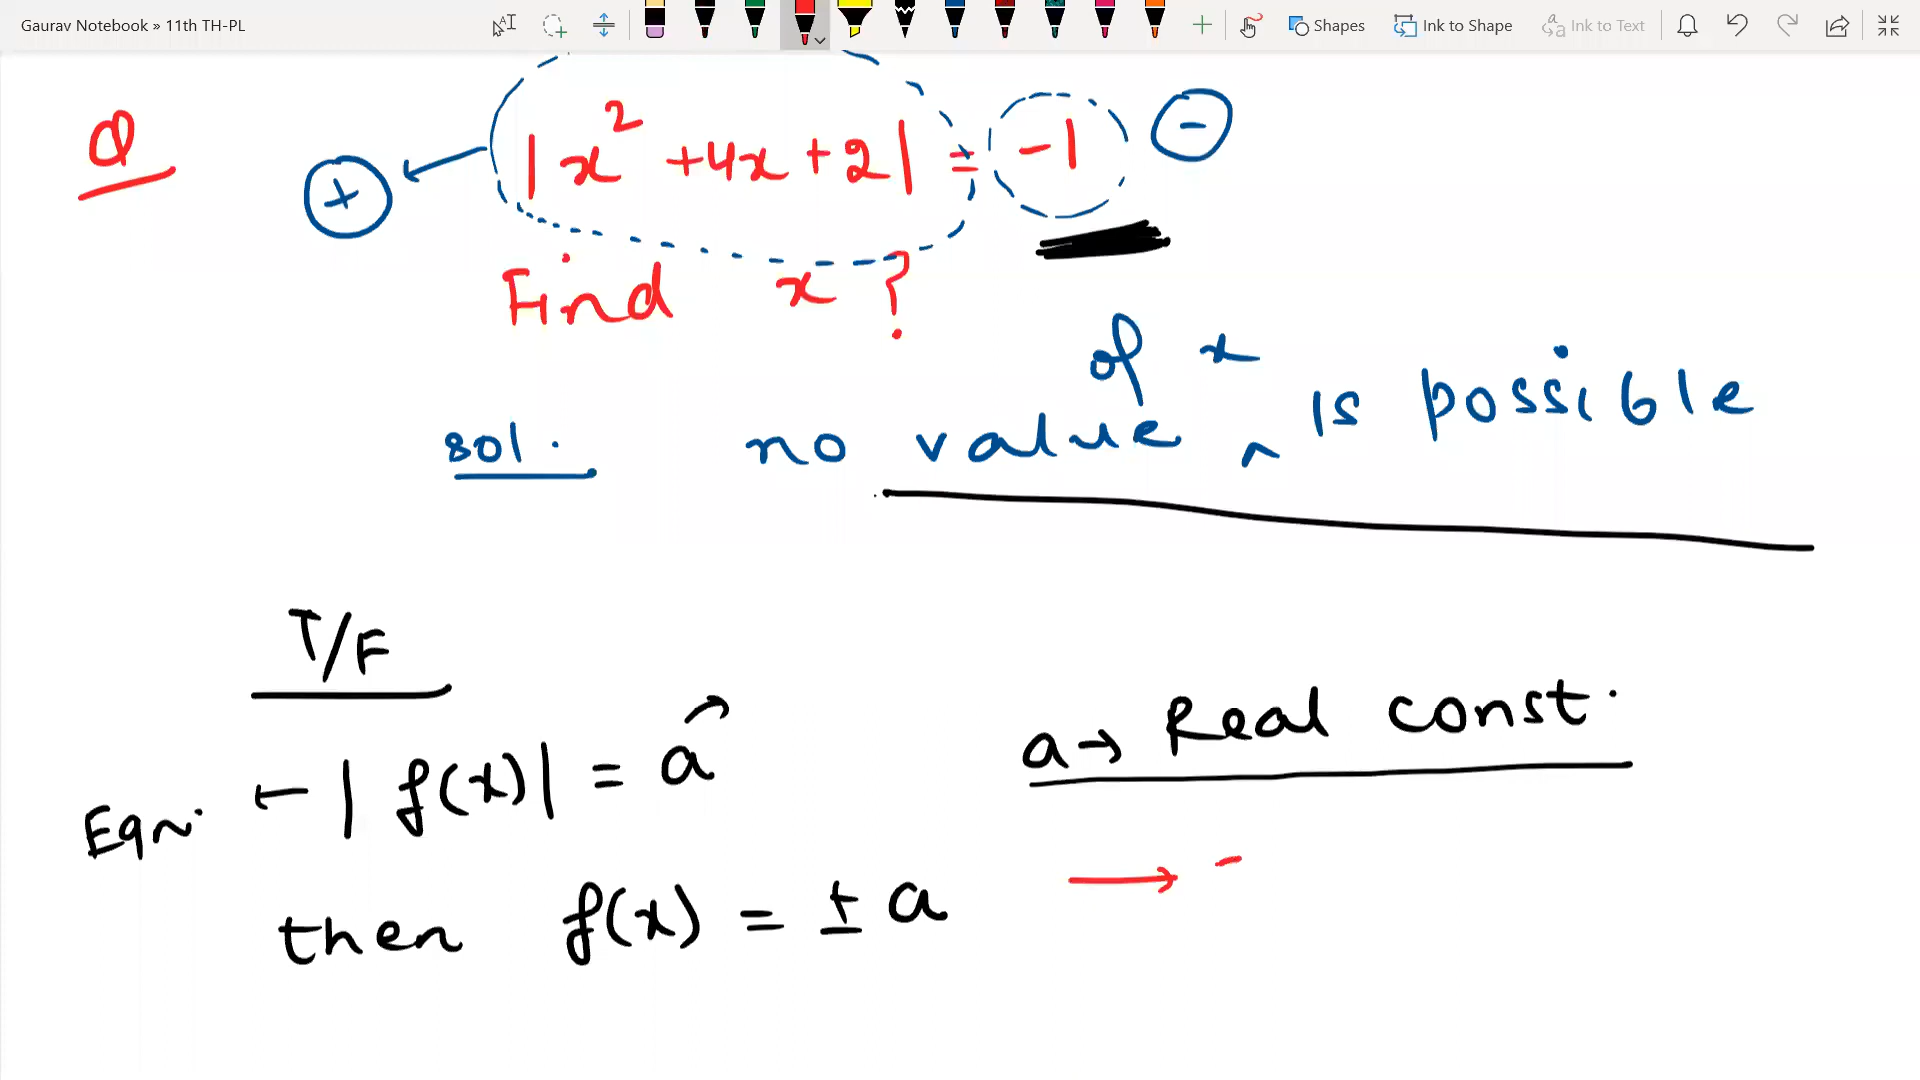 Gaurav Notebook » 11th TH-PL
Shapes
Ink to Shape
Ink to Text
Q
|x² +4x+2| = -1
+
-
Find x ?
sol. no value ^ of x is possible
T/F
Eqn. ← | f(x)| = a
a → Real const.
then f(x) = ± a
→ -